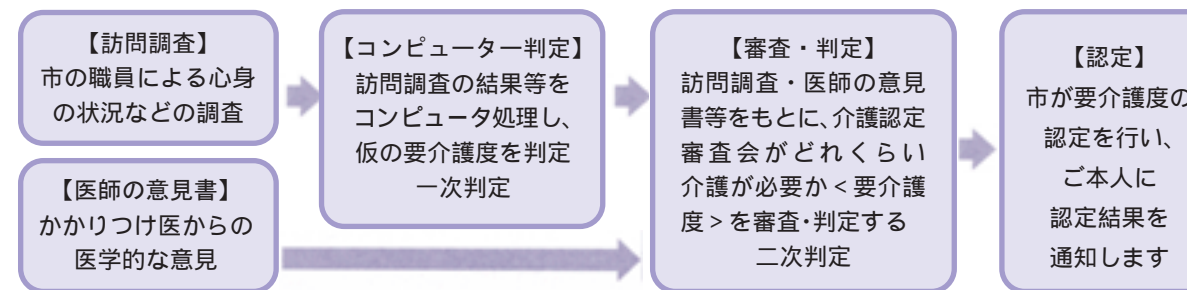 【訪問調査】
市の職員による心身
の状況などの調査
【医師の意見書】
かかりつけ医からの
医学的な意見
【コンピューター判定】
訪問調査の結果等を
コンピュータ処理し、
仮の要介護度を判定
一次判定
【審査・判定】
訪問調査・医師の意見
書等をもとに、介護認定
審査会がどれくらい
介護が必要か＜要介護
度＞を審査・判定する
二次判定
【認定】
市が要介護度の
認定を行い、
ご本人に
認定結果を
通知します